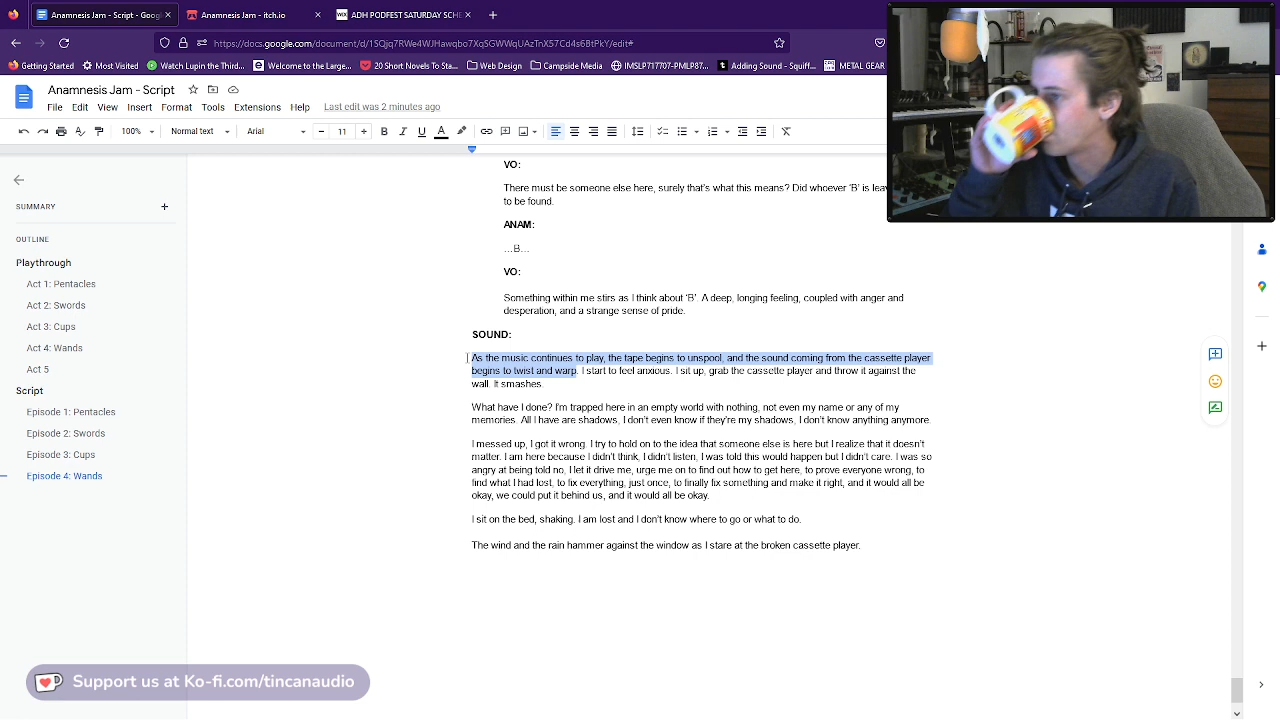 Anamnesis Jam - Script - Goog
Anamnesis Jam - itch.io
ADH PODFEST SATURDAY SCHE
https://docs.google.com/document/d/1SQjq7RWe4WJHawqbo7XqSGWWqUAzTnXS7Cd4s6BtPkY/edit#
Getting Started
Most Visited
Watch Lupin the Third...
Welcome to the Large...
20 Short Novels To Sta...
Web Design
Campside Media
IMSLP717707-PMLP87...
Adding Sound - Squiff...
METAL GEAR
Anamnesis Jam - Script
File Edit View Insert Format Tools Extensions Help
Last edit was 2 minutes ago
100%
Normal text
Arial
11
SUMMARY
OUTLINE
Playthrough
Act 1: Pentacles
Act 2: Swords
Act 3: Cups
Act 4: Wands
Act 5
Script
Episode 1: Pentacles
Episode 2: Swords
Episode 3: Cups
Episode 4: Wands
VO:
There must be someone else here, surely that's what this means? Did whoever 'B' is leav
to be found.
ANAM:
…B…
VO:
Something within me stirs as I think about 'B'. A deep, longing feeling, coupled with anger and
desperation, and a strange sense of pride.
SOUND:
As the music continues to play, the tape begins to unspool, and the sound coming from the cassette player
begins to twist and warp. I start to feel anxious. I sit up, grab the cassette player and throw it against the
wall. It smashes.
What have I done? I'm trapped here in an empty world with nothing, not even my name or any of my
memories. All I have are shadows, I don't even know if they're my shadows, I don't know anything anymore.
I messed up, I got it wrong. I try to hold on to the idea that someone else is here but I realize that it doesn't
matter. I am here because I didn't think, I didn't listen, I was told this would happen but I didn't care. I was so
angry at being told no, I let it drive me, urge me on to find out how to get here, to prove everyone wrong, to
find what I had lost, to fix everything, just once, to finally fix something and make it right, and it would all be
okay, we could put it behind us, and it would all be okay.
I sit on the bed, shaking. I am lost and I don't know where to go or what to do.
The wind and the rain hammer against the window as I stare at the broken cassette player.
Support us at Ko-fi.com/tincanaudio